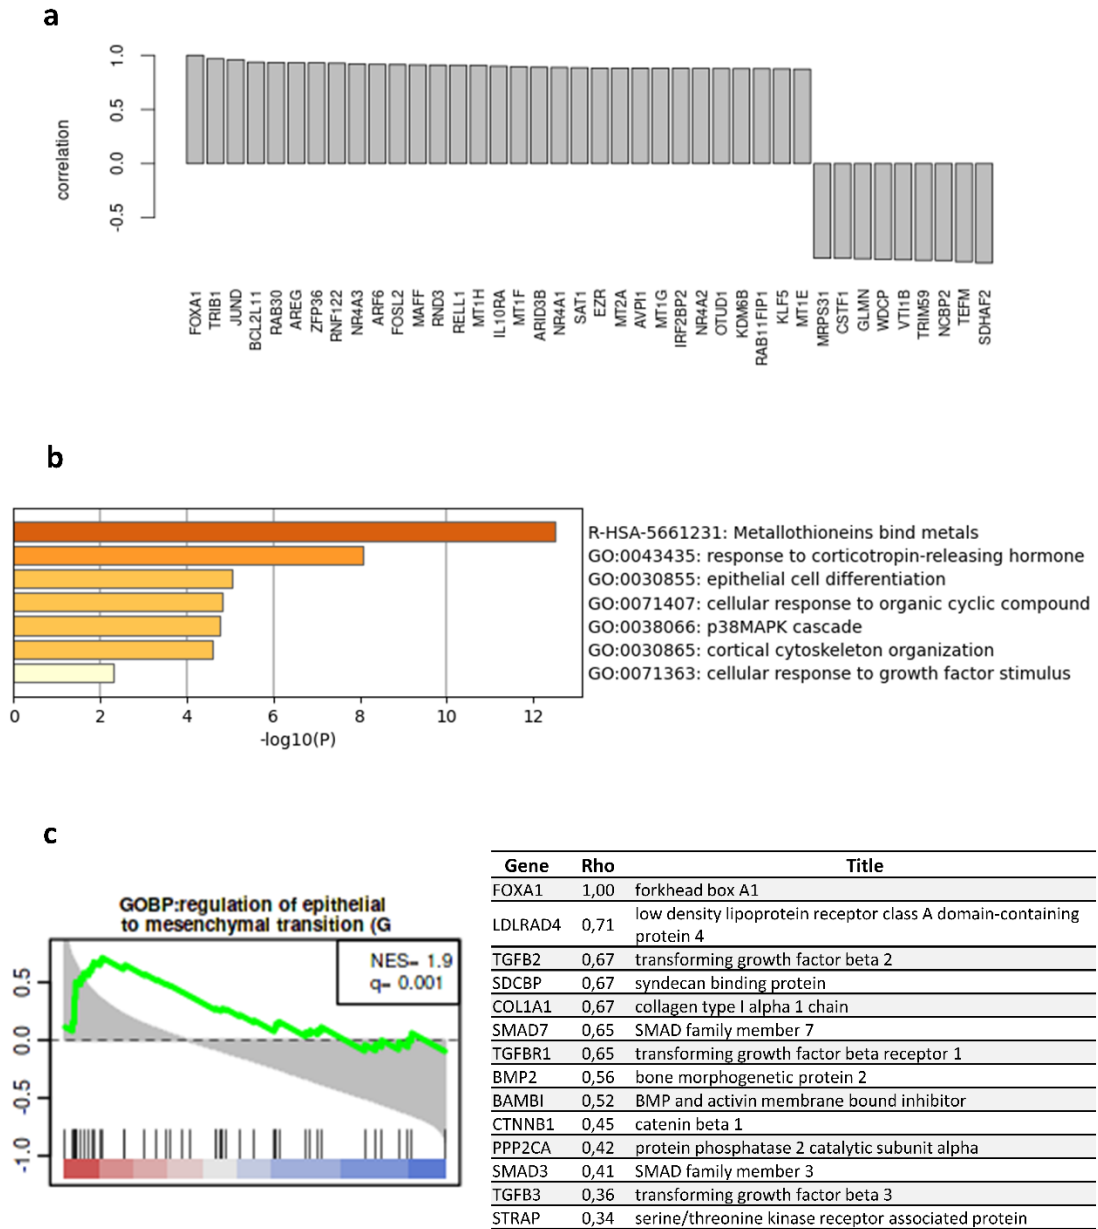 a
correlation
1.0
0.5
0.0
-0.5
FOXA1
TRIB1
JUND
BCL2L11
RAB30
AREG
ZFP36
RNF122
NR4A3
ARF6
FOSL2
MAFF
RND3
RELL1
MT1H
IL10RA
MT1F
ARID3B
NR4A1
SAT1
EZR
MT2A
AVPI1
MT1G
IRF2BP2
NR4A2
OTUD1
KDM6B
RAB11FIP1
KLF5
MT1E
MRPS31
CSTF1
GLMN
WDCP
VTI1B
TRIM59
NCBP2
TEFM
SDHAF2
b
R-HSA-5661231: Metallothioneins bind metals
GO:0043435: response to corticotropin-releasing hormone
GO:0030855: epithelial cell differentiation
GO:0071407: cellular response to organic cyclic compound
GO:0038066: p38MAPK cascade
GO:0030865: cortical cytoskeleton organization
GO:0071363: cellular response to growth factor stimulus
0 2 4 6 8 10 12
-log10(P)
c
GOBP:regulation of epithelial
to mesenchymal transition (G
NES= 1.9
q= 0.001
0.5
0.0
-0.5
-1.0
Gene Rho Title
FOXA1 1,00 forkhead box A1
LDLRAD4 0,71 low density lipoprotein receptor class A domain-containing
protein 4
TGFB2 0,67 transforming growth factor beta 2
SDCBP 0,67 syndecan binding protein
COL1A1 0,67 collagen type I alpha 1 chain
SMAD7 0,65 SMAD family member 7
TGFBR1 0,65 transforming growth factor beta receptor 1
BMP2 0,56 bone morphogenetic protein 2
BAMBI 0,52 BMP and activin membrane bound inhibitor
CTNNB1 0,45 catenin beta 1
PPP2CA 0,42 protein phosphatase 2 catalytic subunit alpha
SMAD3 0,41 SMAD family member 3
TGFB3 0,36 transforming growth factor beta 3
STRAP 0,34 serine/threonine kinase receptor associated protein